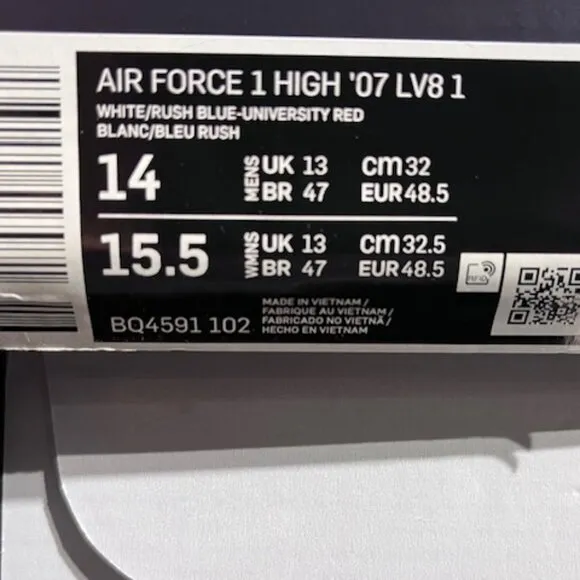 AIR FORCE 1 HIGH '07 LV8 1
WHITE/RUSH BLUE-UNIVERSITY RED
BLANC/BLEU RUSH
14 MENS UK 13 CM 32
BR 47 EUR 48.5
15.5 WMNS UK 13 CM 32.5
BR 47 EUR 48.5
RFID
BQ4591 102
MADE IN VIETNAM /
FABRIQUE AU VIETNAM /
FABRICADO NO VIETNÃ /
HECHO EN VIETNAM